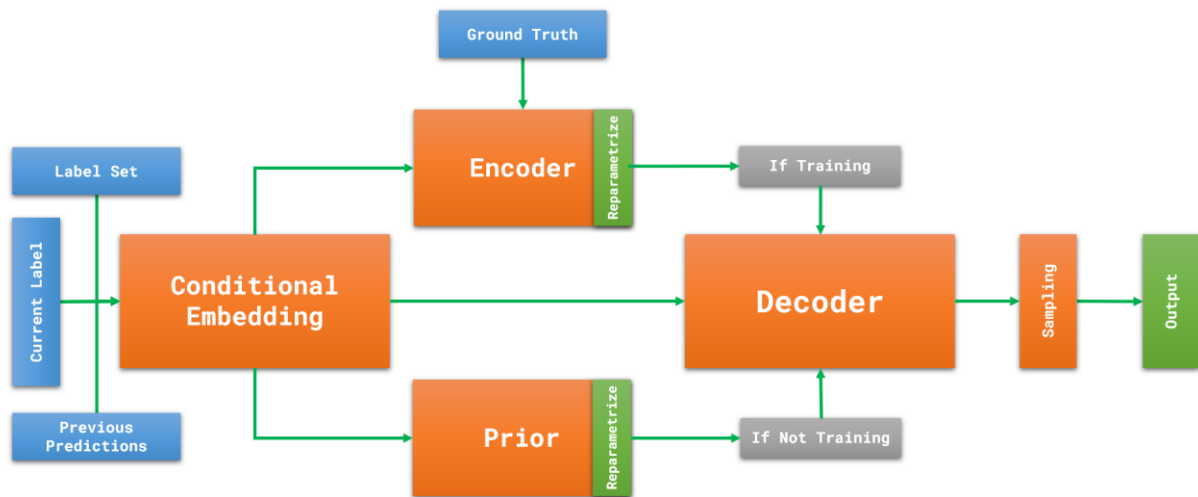 Ground Truth
Encoder
Reparametrize
If Training
Label Set
Current Label
Conditional
Embedding
Decoder
Sampling
Output
Previous
Predictions
Prior
Reparametrize
If Not Training